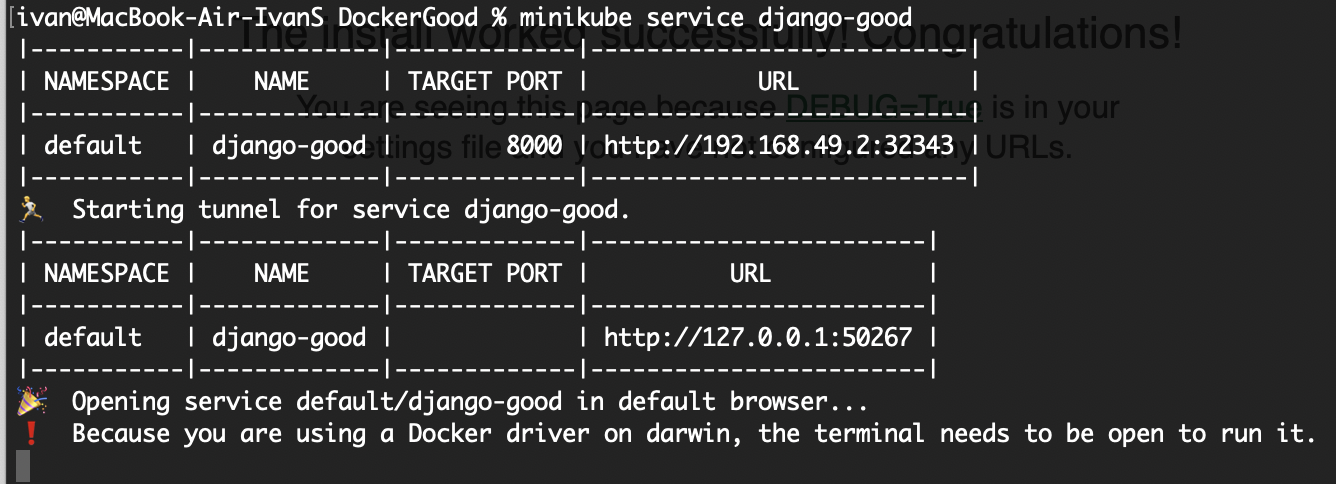 [ivan@MacBook-Air-IvanS DockerGood % minikube service django-good
The install worked successfully! Congratulations!
|-----------|-------------|-------------|---------------------------|
| NAMESPACE |    NAME     | TARGET PORT |            URL            |
You are seeing this page because DEBUG=True is in your
|-----------|-------------|-------------|---------------------------|
| default   | django-good |        8000 | http://192.168.49.2:32343 |
settings file and you have not configured any URLs.
|-----------|-------------|-------------|---------------------------|
🏃  Starting tunnel for service django-good.
|-----------|-------------|-------------|------------------------|
| NAMESPACE |    NAME     | TARGET PORT |          URL           |
|-----------|-------------|-------------|------------------------|
| default   | django-good |             | http://127.0.0.1:50267 |
|-----------|-------------|-------------|------------------------|
🎉  Opening service default/django-good in default browser...
❗  Because you are using a Docker driver on darwin, the terminal needs to be open to run it.